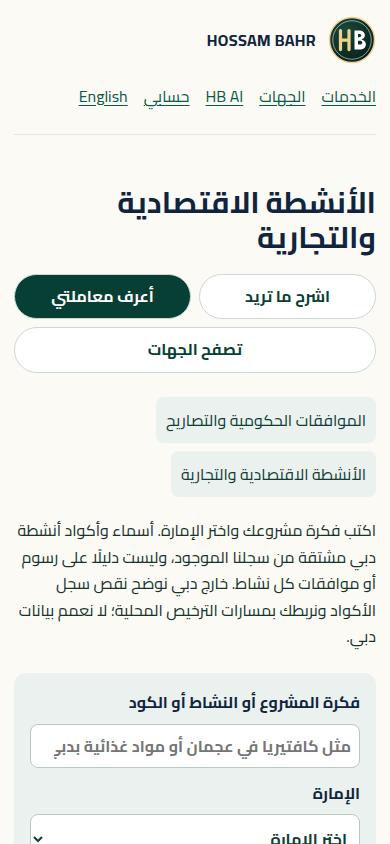 HB
HOSSAM BAHR
الخدمات
الجهات
HB AI
حسابي
English
الأنشطة الاقتصادية
والتجارية
اشرح ما تريد
أعرف معاملتي
تصفح الجهات
الموافقات الحكومية والتصاريح
الأنشطة الاقتصادية والتجارية
اكتب فكرة مشروعك واختر الإمارة. أسماء وأكواد أنشطة
دبي مشتقة من سجلنا الموجود، وليست دليلًا على رسوم
أو موافقات كل نشاط. خارج دبي نوضح نقص سجل
الأكواد ونربطك بمسارات الترخيص المحلية؛ لا نعمم بيانات
دبي.
فكرة المشروع أو النشاط أو الكود
مثل كافتيريا في عجمان أو مواد غذائية بدبي
الإمارة
اختر الإمارة